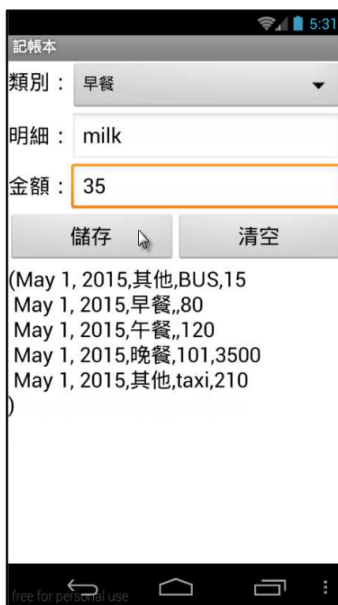 5:31
記帳本
類別： 早餐
明細： milk
金額： 35
儲存 清空
(May 1, 2015,其他,BUS,15
May 1, 2015,早餐,,80
May 1, 2015,午餐,,120
May 1, 2015,晚餐,101,3500
May 1, 2015,其他,taxi,210
)
free for personal use